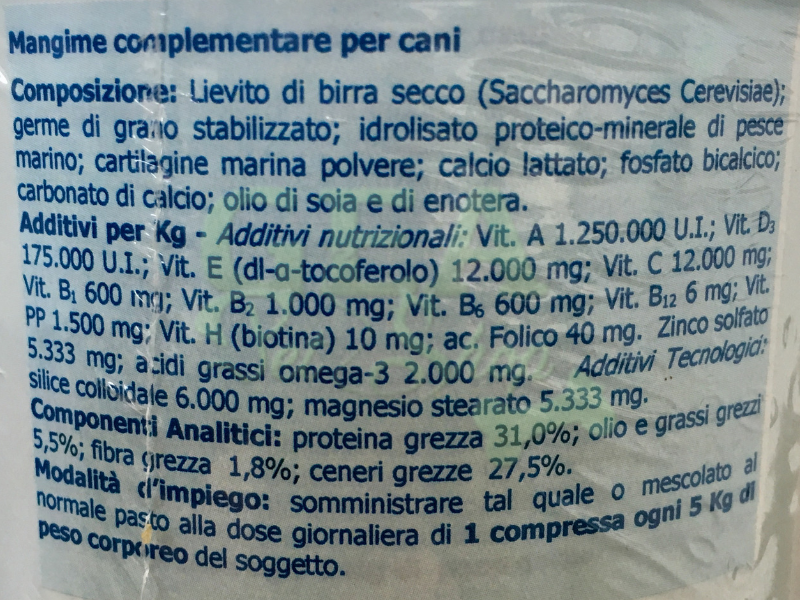 Mangime complementare per cani
Composizione: Lievito di birra secco (Saccharomyces Cerevisiae);
germe di grano stabilizzato; idrolisato proteico-minerale di pesce
marino; cartilagine marina polvere; calcio lattato; fosfato bicalcico;
carbonato di calcio; olio di soia e di enotera.
Additivi per Kg - Additivi nutrizionali: Vit. A 1.250.000 U.I.; Vit. D₃
175.000 U.I.; Vit. E (dl-α-tocoferolo) 12.000 mg; Vit. C 12.000 mg;
Vit. B₁ 600 mg; Vit. B₂ 1.000 mg; Vit. B₆ 600 mg; Vit. B₁₂ 6 mg; Vit.
PP 1.500 mg; Vit. H (biotina) 10 mg; ac. Folico 40 mg. Zinco solfato
5.333 mg; acidi grassi omega-3 2.000 mg. Additivi Tecnologici:
silice colloidale 6.000 mg; magnesio stearato 5.333 mg.
Componenti Analitici: proteina grezza 31,0%; olio e grassi grezzi
5,5%; fibra grezza 1,8%; ceneri grezze 27,5%.
Modalità d'impiego: somministrare tal quale o mescolato al
normale pasto alla dose giornaliera di 1 compressa ogni 5 Kg di
peso corporeo del soggetto.